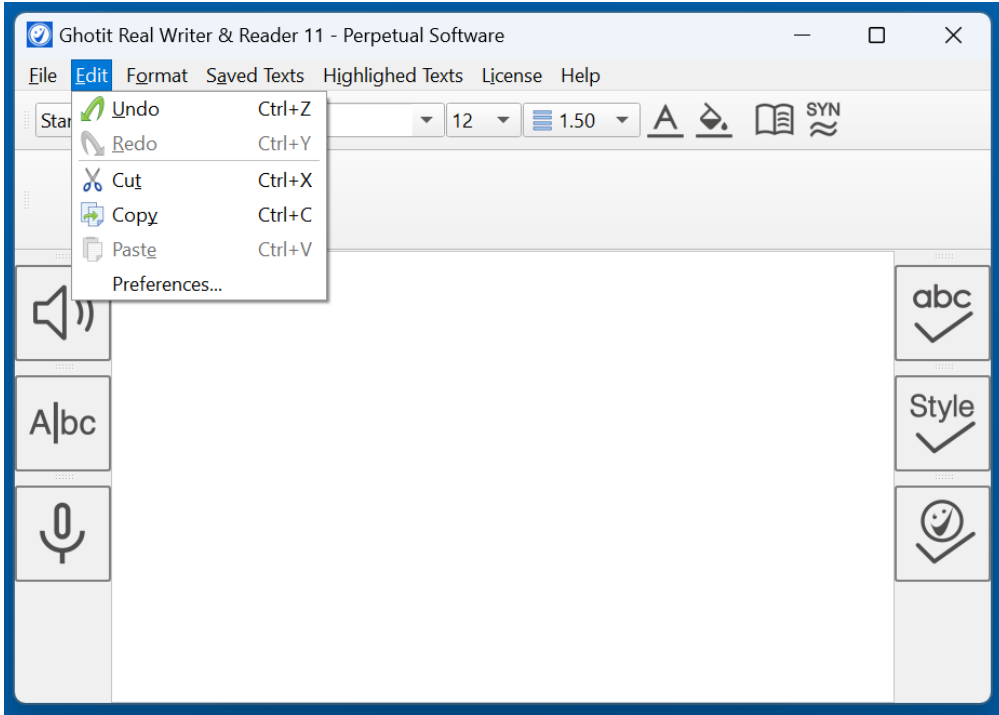 Ghotit Real Writer & Reader 11 - Perpetual Software
File Edit Format Saved Texts Highlighed Texts License Help
Star 12 1.50 A SYN
Undo Ctrl+Z
Redo Ctrl+Y
Cut Ctrl+X
Copy Ctrl+C
Paste Ctrl+V
Preferences...
abc
A|bc
Style